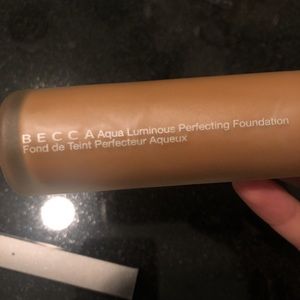 BECCA Aqua Luminous Perfecting Foundation
Fond de Teint Perfecteur Aqueux